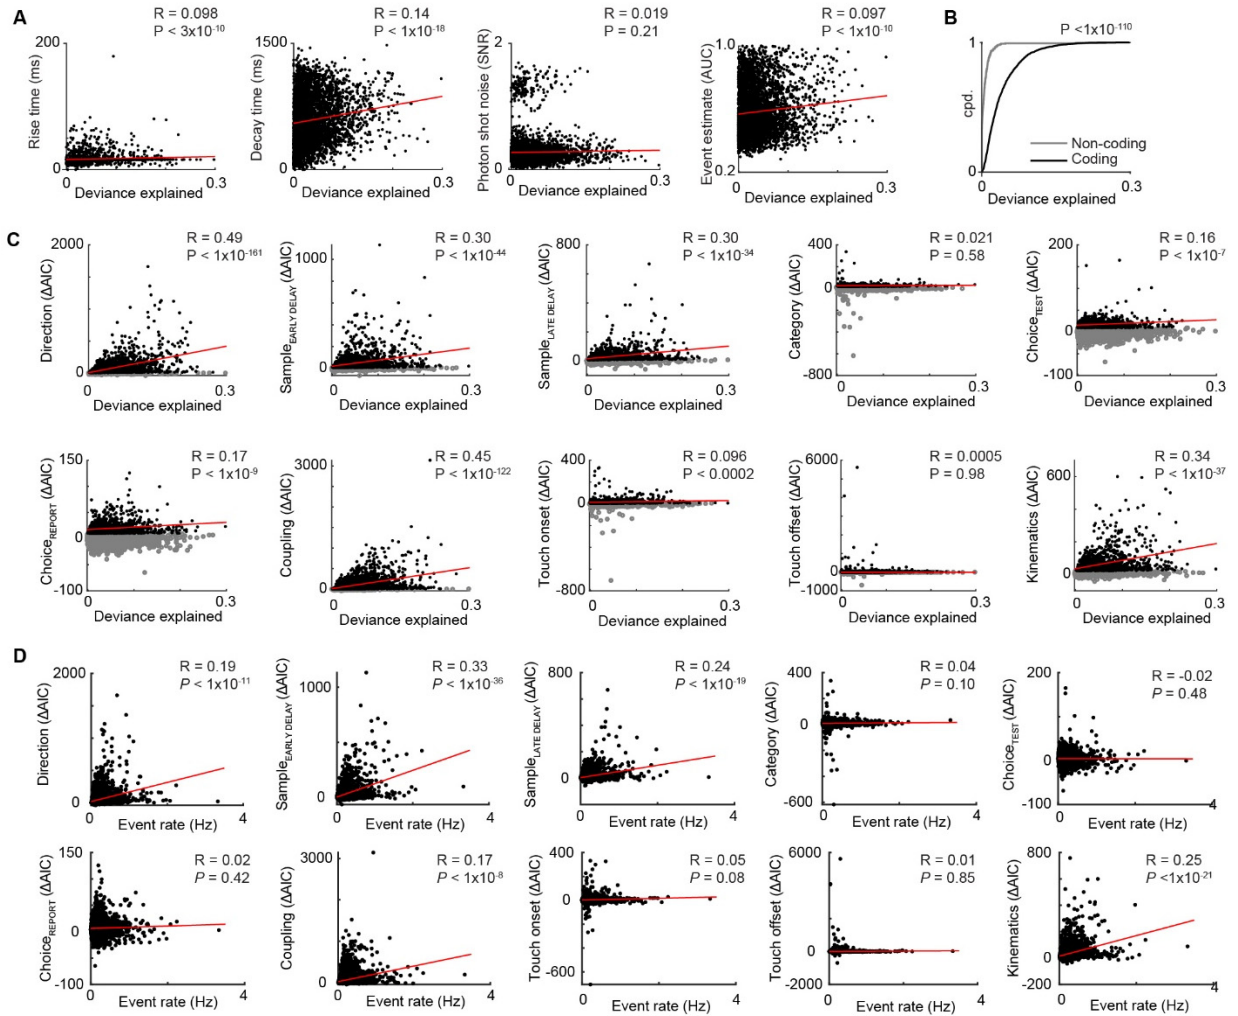 A
R = 0.098
P < 3x10-10
200
Rise time (ms)
0
0
0.3
Deviance explained
R = 0.14
P < 1x10-18
1500
Decay time (ms)
0
0
0.3
Deviance explained
R = 0.019
P = 0.21
2
Photon shot noise (SNR)
0
0
0.3
Deviance explained
R = 0.097
P < 1x10-10
1.0
Event estimate (AUC)
0.2
0
0.3
Deviance explained
B
P <1x10-110
1
cpd.
0
Non-coding
Coding
0
0.3
Deviance explained
C
R = 0.49
P < 1x10-161
2000
Direction (ΔAIC)
0
0
0.3
Deviance explained
R = 0.30
P < 1x10-44
1000
SampleEARLY DELAY (ΔAIC)
0
0
0.3
Deviance explained
R = 0.30
P < 1x10-34
800
SampleLATE DELAY (ΔAIC)
0
0
0.3
Deviance explained
R = 0.021
P = 0.58
400
Category (ΔAIC)
0
-800
0
0.3
Deviance explained
R = 0.16
P < 1x10-7
200
ChoiceTEST (ΔAIC)
0
-100
0
0.3
Deviance explained
R = 0.17
P < 1x10-9
150
ChoiceREPORT (ΔAIC)
0
-100
0
0.3
Deviance explained
R = 0.45
P < 1x10-122
3000
Coupling (ΔAIC)
0
0
0.3
Deviance explained
R = 0.096
P < 0.0002
400
Touch onset (ΔAIC)
0
-800
0
0.3
Deviance explained
R = 0.0005
P = 0.98
6000
Touch offset (ΔAIC)
0
-1000
0
0.3
Deviance explained
R = 0.34
P < 1x10-37
600
Kinematics (ΔAIC)
0
0
0.3
Deviance explained
D
R = 0.19
P < 1x10-11
2000
Direction (ΔAIC)
0
0
4
Event rate (Hz)
R = 0.33
P < 1x10-36
1000
SampleEARLY DELAY (ΔAIC)
0
0
4
Event rate (Hz)
R = 0.24
P < 1x10-19
800
SampleLATE DELAY (ΔAIC)
0
0
4
Event rate (Hz)
R = 0.04
P = 0.10
400
Category (ΔAIC)
0
-600
0
4
Event rate (Hz)
R = -0.02
P = 0.48
200
ChoiceTEST (ΔAIC)
0
-100
0
4
Event rate (Hz)
R = 0.02
P = 0.42
150
ChoiceREPORT (ΔAIC)
0
-100
0
4
Event rate (Hz)
R = 0.17
P < 1x10-8
3000
Coupling (ΔAIC)
0
0
4
Event rate (Hz)
R = 0.05
P = 0.08
400
Touch onset (ΔAIC)
0
-600
0
4
Event rate (Hz)
R = 0.01
P = 0.85
6000
Touch offset (ΔAIC)
0
-2000
0
4
Event rate (Hz)
R = 0.25
P <1x10-21
800
Kinematics (ΔAIC)
0
-200
0
4
Event rate (Hz)